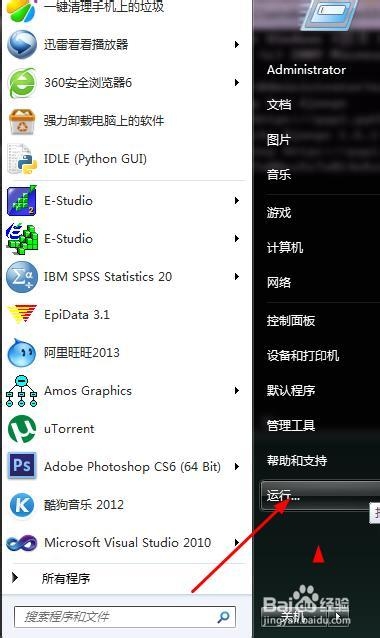 一键清理手机上的垃圾
迅雷看看播放器
360安全浏览器6
强力卸载电脑上的软件
IDLE (Python GUI)
E-Studio
E-Studio
IBM SPSS Statistics 20
EpiData 3.1
阿里旺旺2013
Amos Graphics
uTorrent
Adobe Photoshop CS6 (64 Bit)
酷狗音乐 2012
Microsoft Visual Studio 2010
所有程序
搜索程序和文件
Administrator
文档
图片
音乐
游戏
计算机
网络
控制面板
设备和打印机
默认程序
管理工具
帮助和支持
运行...
关机
Baidu经验
jingyan.baidu.com